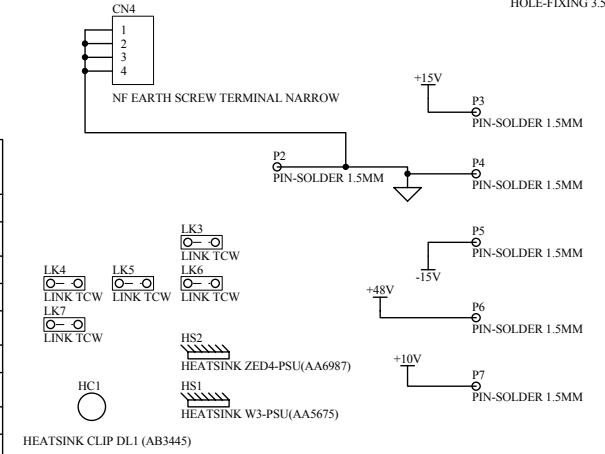 HOLE-FIXING 3.5
CN4
1
2
3
4
NF EARTH SCREW TERMINAL NARROW
+15V
P3
PIN-SOLDER 1.5MM
P2
PIN-SOLDER 1.5MM
P4
PIN-SOLDER 1.5MM
P5
PIN-SOLDER 1.5MM
-15V
LK3
LINK TCW
LK4
LINK TCW
LK5
LINK TCW
LK6
LINK TCW
LK7
LINK TCW
+48V
P6
PIN-SOLDER 1.5MM
HS2
HEATSINK ZED4-PSU(AA6987)
+10V
P7
PIN-SOLDER 1.5MM
HC1
HEATSINK CLIP DL1 (AB3445)
HS1
HEATSINK W3-PSU(AA5675)